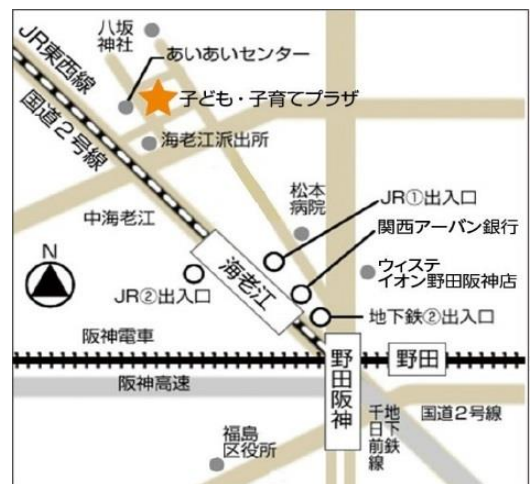 八坂
神社
あいあいセンター
JR東西線
国道2号線
子ども・子育てプラザ
海老江派出所
中海老江
松本
病院
JR①出入口
関西アーバン銀行
N
海老江
ウィステ
イオン野田阪神店
JR②出入口
地下鉄②出入口
阪神電車
野田阪神
野田
阪神高速
地下鉄
千日前線
国道2号線
福島
区役所